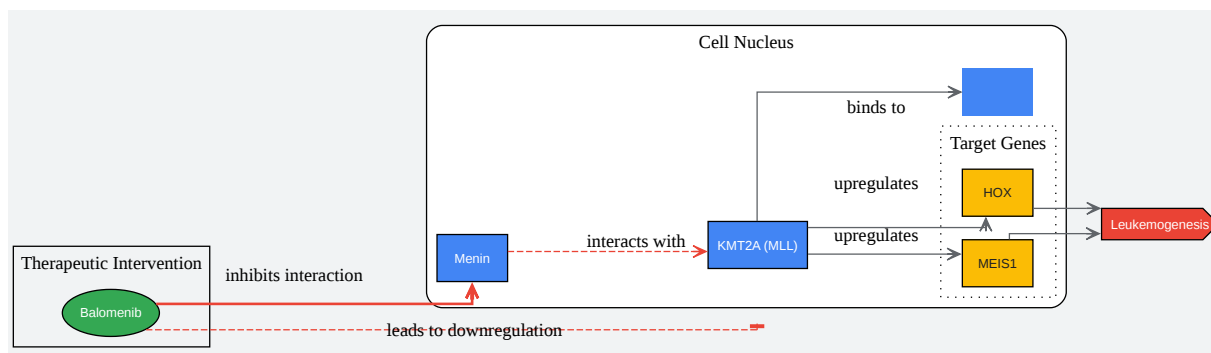 Cell Nucleus
binds to
Target Genes
upregulates
HOX
Leukemogenesis
upregulates
interacts with
KMT2A (MLL)
Menin
MEIS1
Therapeutic Intervention
inhibits interaction
Balomenib
leads to downregulation